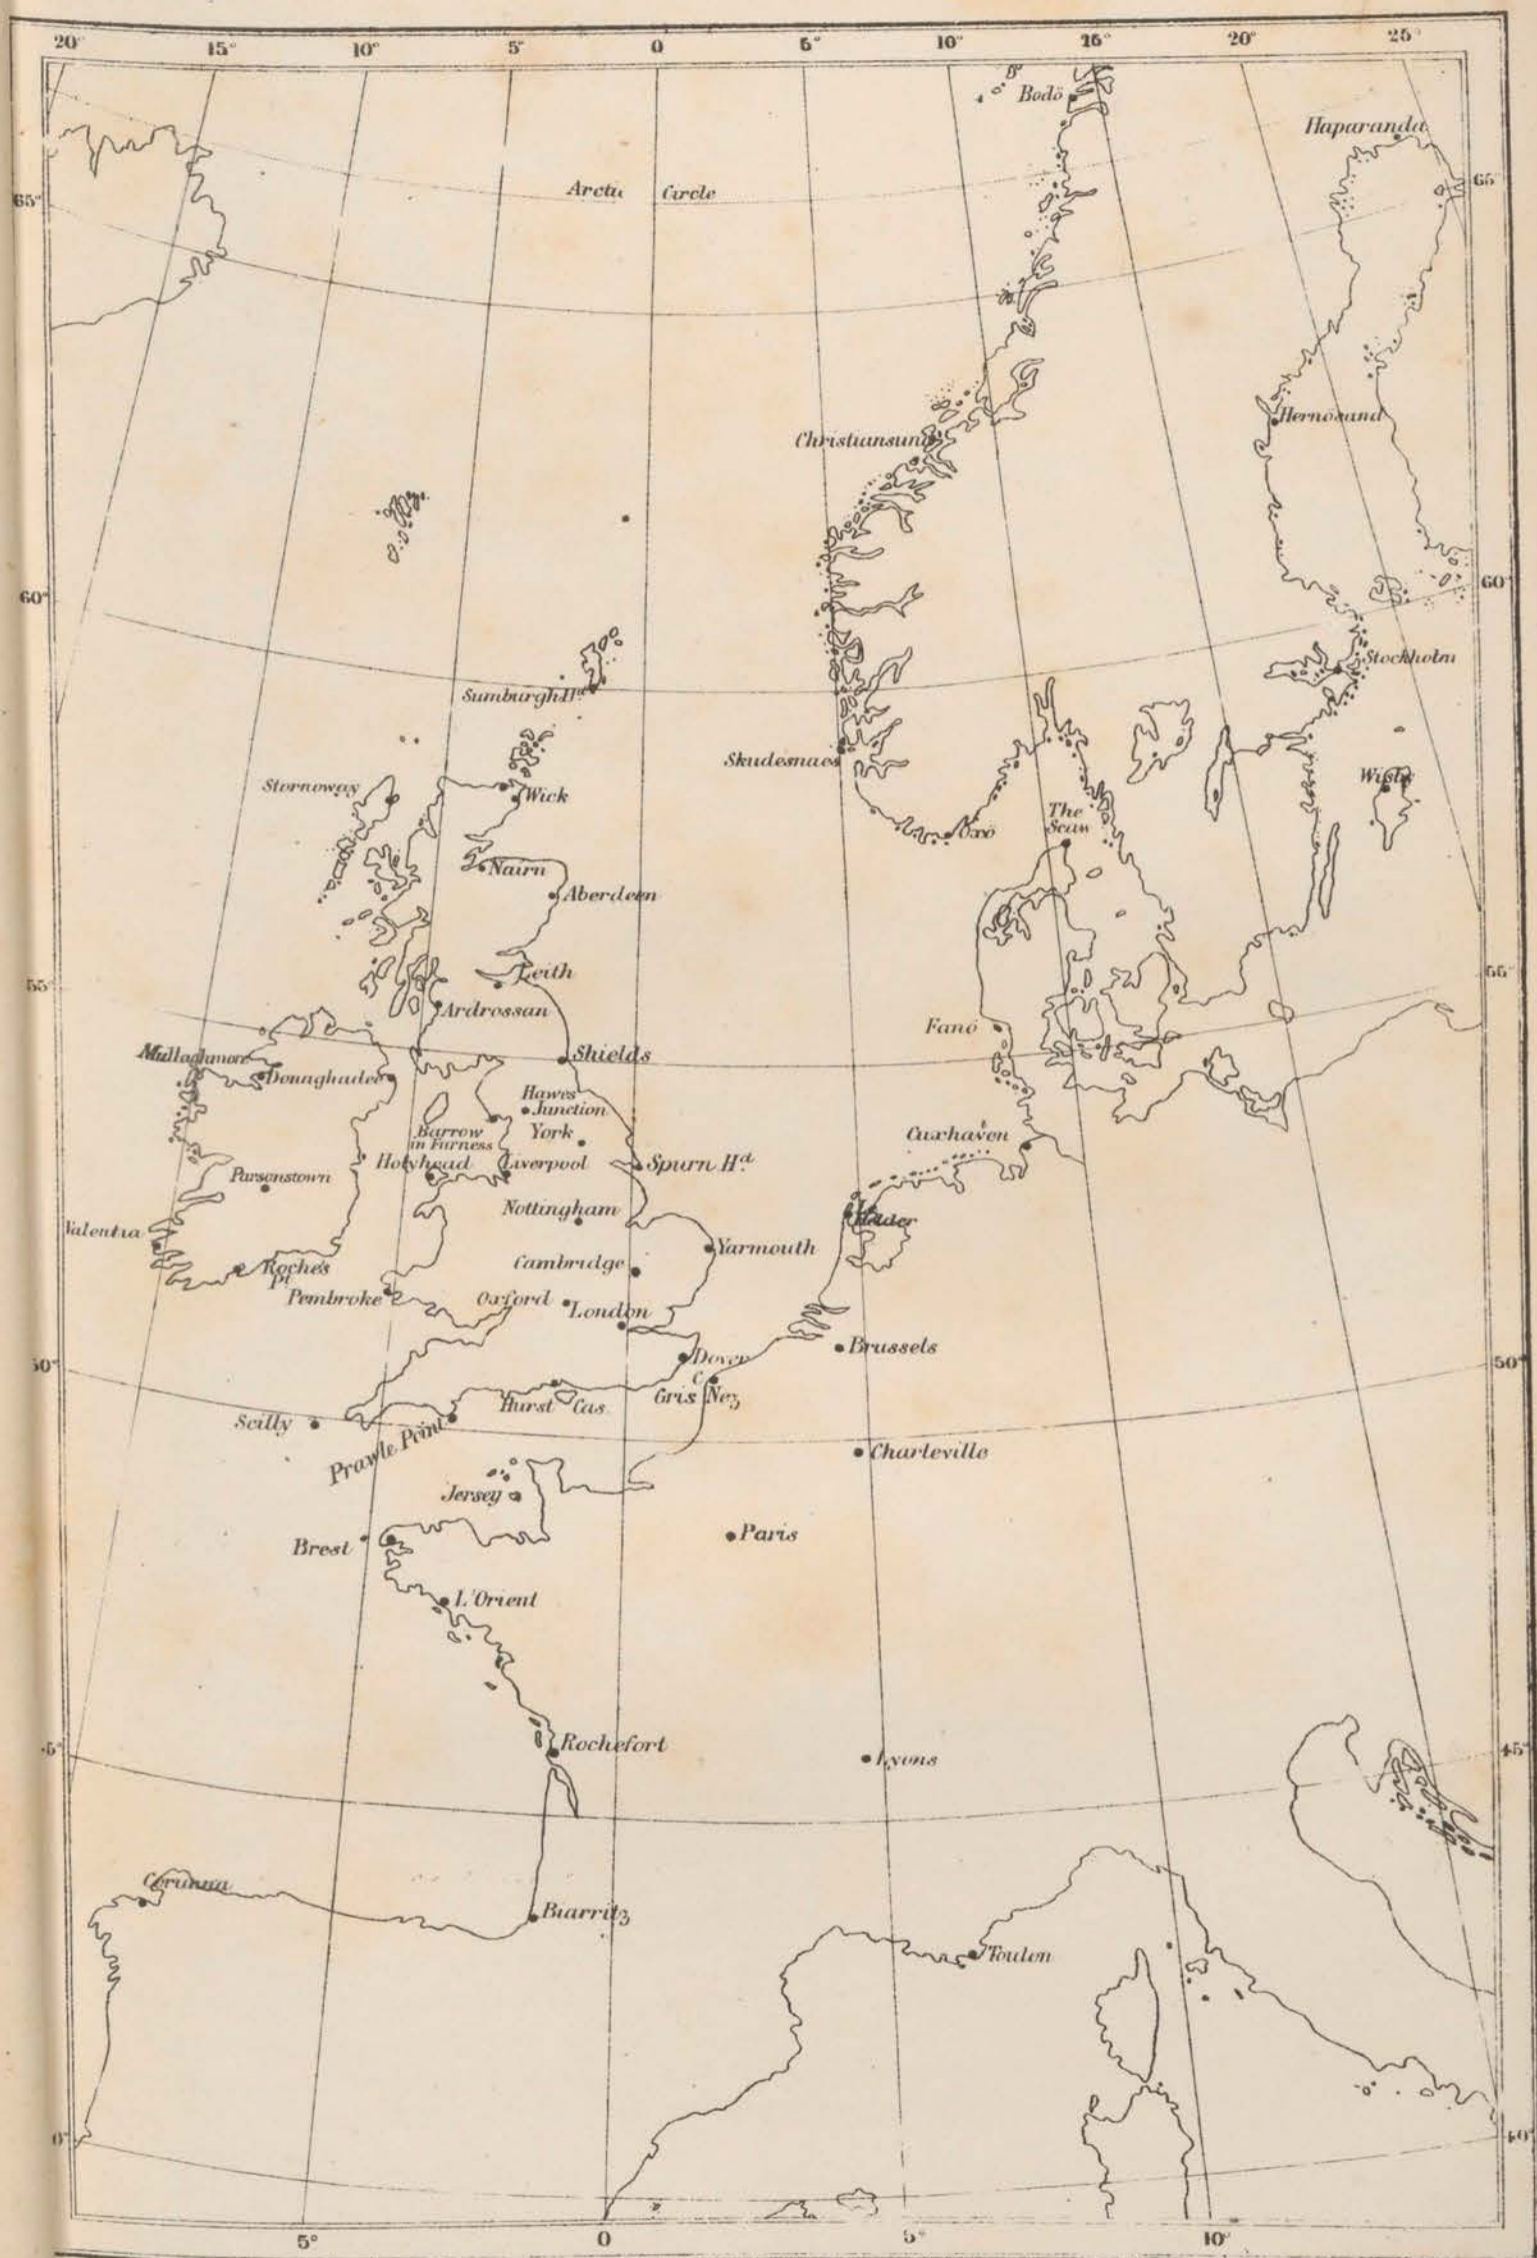 20° 15° 10° 5° 0 5° 10° 15° 20° 25°
Bodö
Haparanda
65° Arctic Circle 65
Christiansund
Hernösand
60° 60°
Stockholm
Sumburgh Hd
Skudesnaes
Stornoway
Wick
Wisby
The
Scaw
Oxö
Nairn
Aberdeen
Leith
55° 55°
Ardrossan
Fanö
Mullaghmore
Shields
Donaghadee
Hawes
Junction
Barrow
in Furness
York
Cuxhaven
Holyhead
Liverpool
Spurn Hd.
Parsonstown
Nottingham
Helder
Valentia
Yarmouth
Roches
Pt
Cambridge
Pembroke
Oxford
London
Brussels
50° 50°
Dover
C.
Gris Nez
Hurst Cas.
Scilly
Prawle Point
Charleville
Jersey
Paris
Brest
L'Orient
Rochefort
5° 45°
Lyons
Corunna
Biarritz
Toulon
0° 40°
5° 0 5° 10°